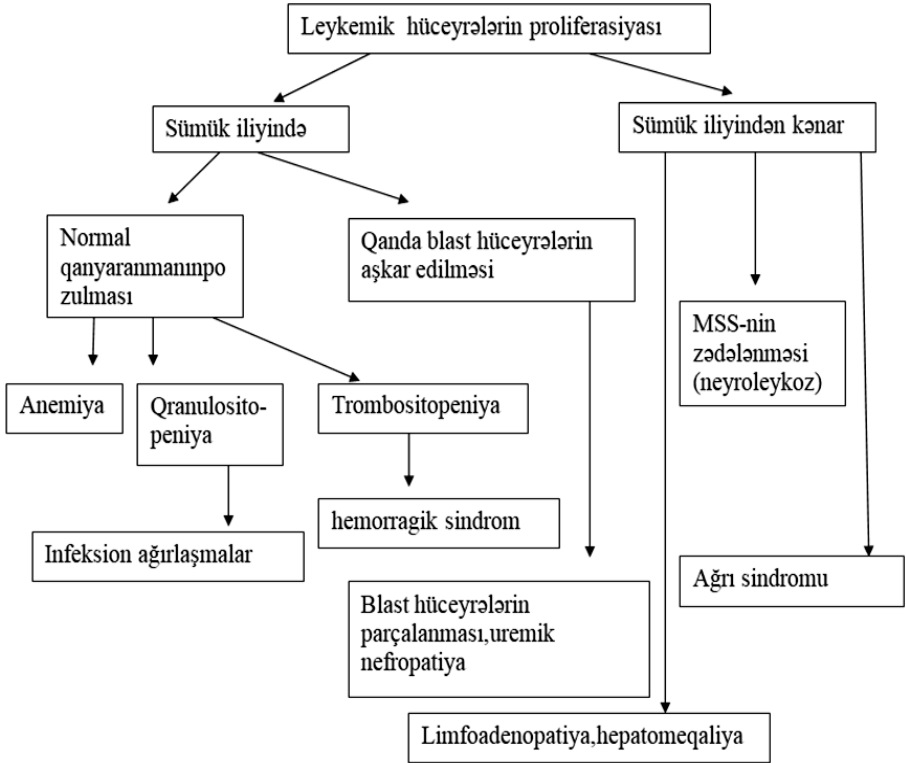 Leykemik hüceyrələrin proliferasiyası
Sümük iliyində
Sümük iliyindən kənar
Normal
qanyaranmanınpo
zulması
Qanda blast hüceyrələrin
aşkar edilməsi
MSS-nin
zədələnməsi
(neyroleykoz)
Anemiya
Qranulosito-
peniya
Trombositopeniya
hemorragik sindrom
Infeksion ağırlaşmalar
Ağrı sindromu
Blast hüceyrələrin
parçalanması,uremik
nefropatiya
Limfoadenopatiya,hepatomeqaliya